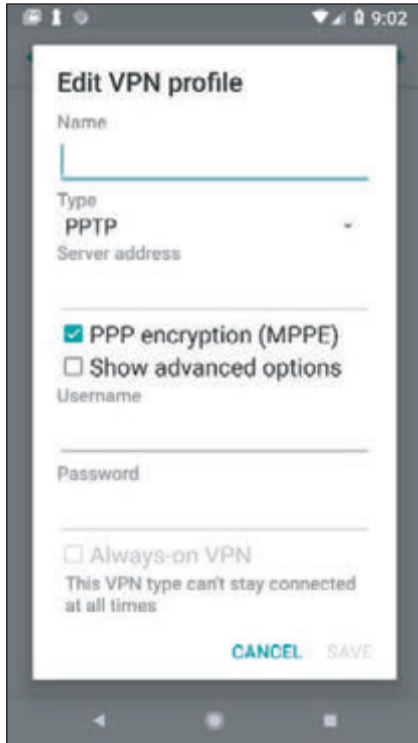 9:02
Edit VPN profile
Name
Type
PPTP
Server address
PPP encryption (MPPE)
Show advanced options
Username
Password
Always-on VPN
This VPN type can't stay connected
at all times
CANCEL SAVE